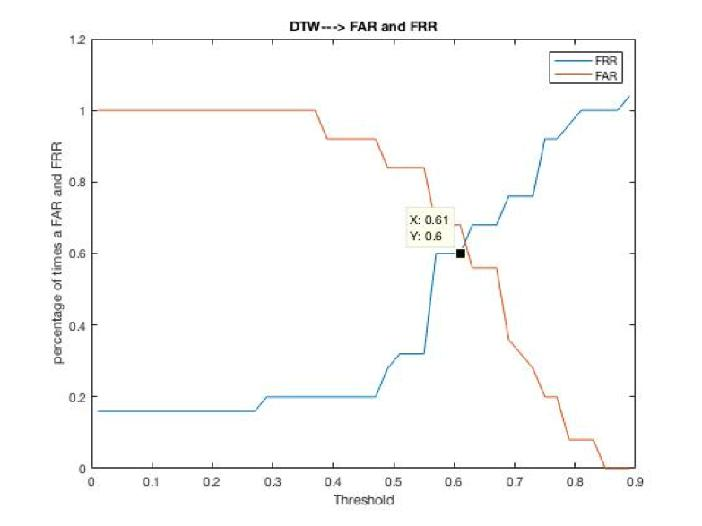 DTW---> FAR and FRR
FRR
FAR
percentage of times a FAR and FRR
1.2
1
0.8
0.6
0.4
0.2
0
X: 0.61
Y: 0.6
0 0.1 0.2 0.3 0.4 0.5 0.6 0.7 0.8 0.9
Threshold